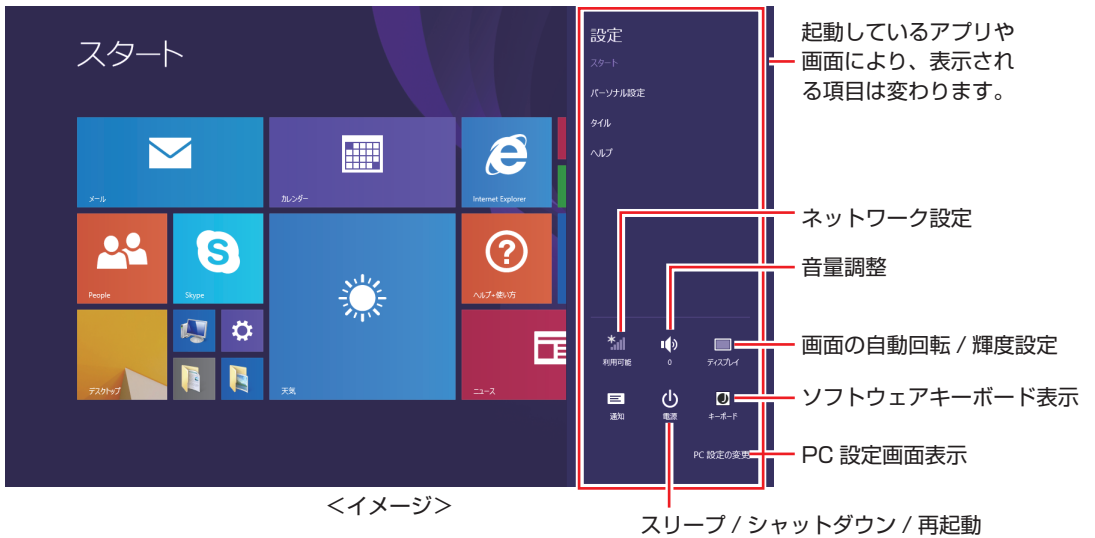 スタート
メール
カレンダー
Internet Explorer
People
Skype
ヘルプ+使い方
デスクトップ
天気
ニュース
設定
スタート
パーソナル設定
タイル
ヘルプ
利用可能
0
ディスプレイ
通知
電源
キーボード
PC 設定の変更
起動しているアプリや
画面により、表示され
る項目は変わります。
ネットワーク設定
音量調整
画面の自動回転 / 輝度設定
ソフトウェアキーボード表示
PC 設定画面表示
スリープ / シャットダウン / 再起動
＜イメージ＞